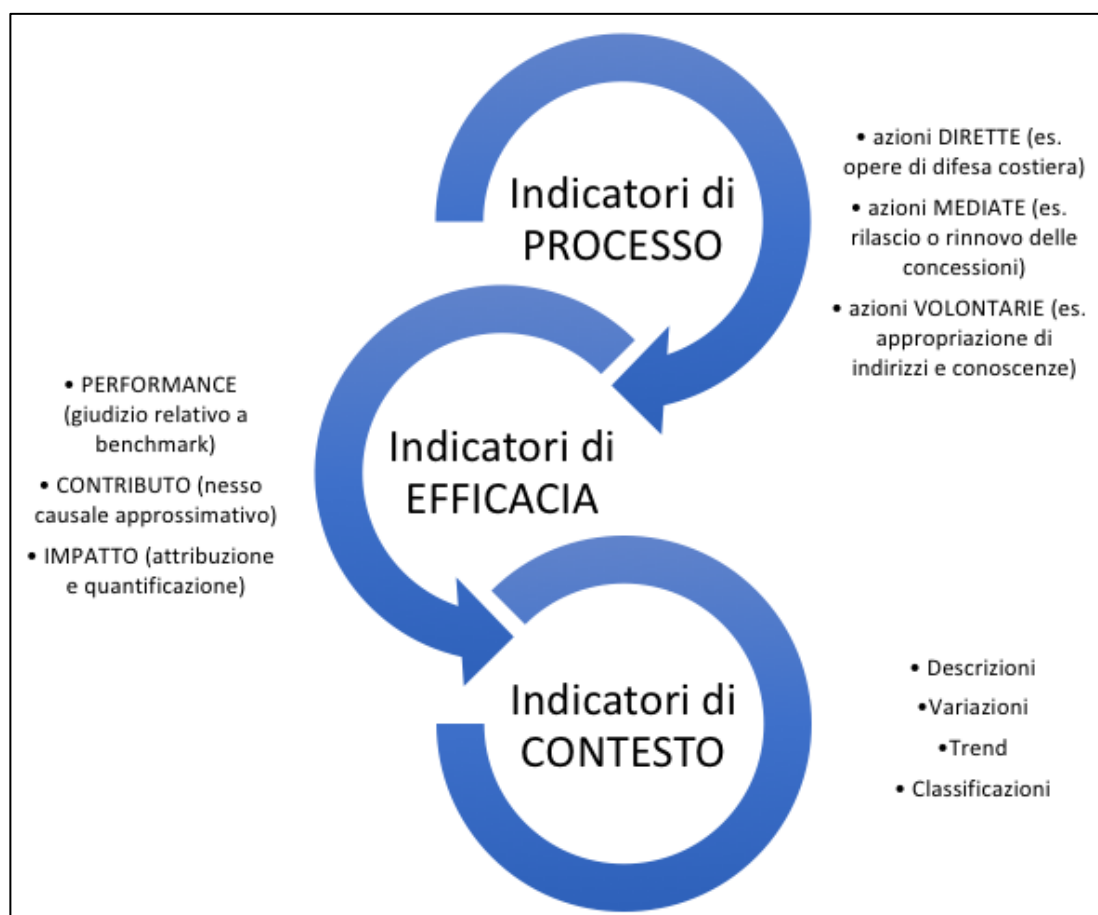 Indicatori di
PROCESSO
• azioni DIRETTE (es.
opere di difesa costiera)
• azioni MEDIATE (es.
rilascio o rinnovo delle
concessioni)
• azioni VOLONTARIE (es.
appropriazione di
indirizzi e conoscenze)
• PERFORMANCE
(giudizio relativo a
benchmark)
• CONTRIBUTO (nesso
causale approssimativo)
• IMPATTO (attribuzione
e quantificazione)
Indicatori di
EFFICACIA
Indicatori di
CONTESTO
• Descrizioni
•Variazioni
•Trend
• Classificazioni